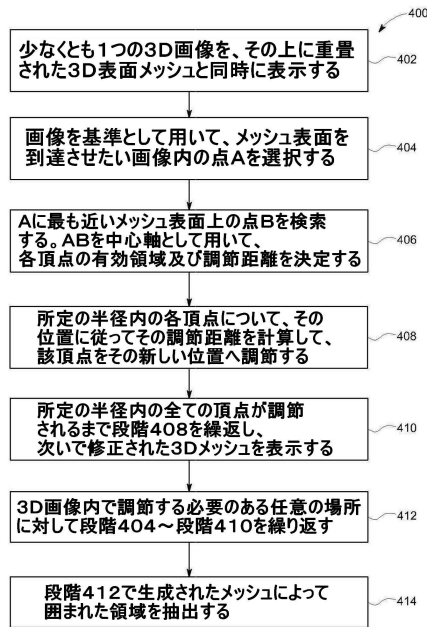 400
少なくとも1つの3D画像を、その上に重畳
された3D表面メッシュと同時に表示する
402
画像を基準として用いて、メッシュ表面を
到達させたい画像内の点Aを選択する
404
Aに最も近いメッシュ表面上の点Bを検索
する。ABを中心軸として用いて、
各頂点の有効領域及び調節距離を決定する
406
所定の半径内の各頂点について、その
位置に従ってその調節距離を計算して、
該頂点をその新しい位置へ調節する
408
所定の半径内の全ての頂点が調節
されるまで段階408を繰返し、
次いで修正された3Dメッシュを表示する
410
3D画像内で調節する必要のある任意の場所
に対して段階404～段階410を繰り返す
412
段階412で生成されたメッシュによって
囲まれた領域を抽出する
414